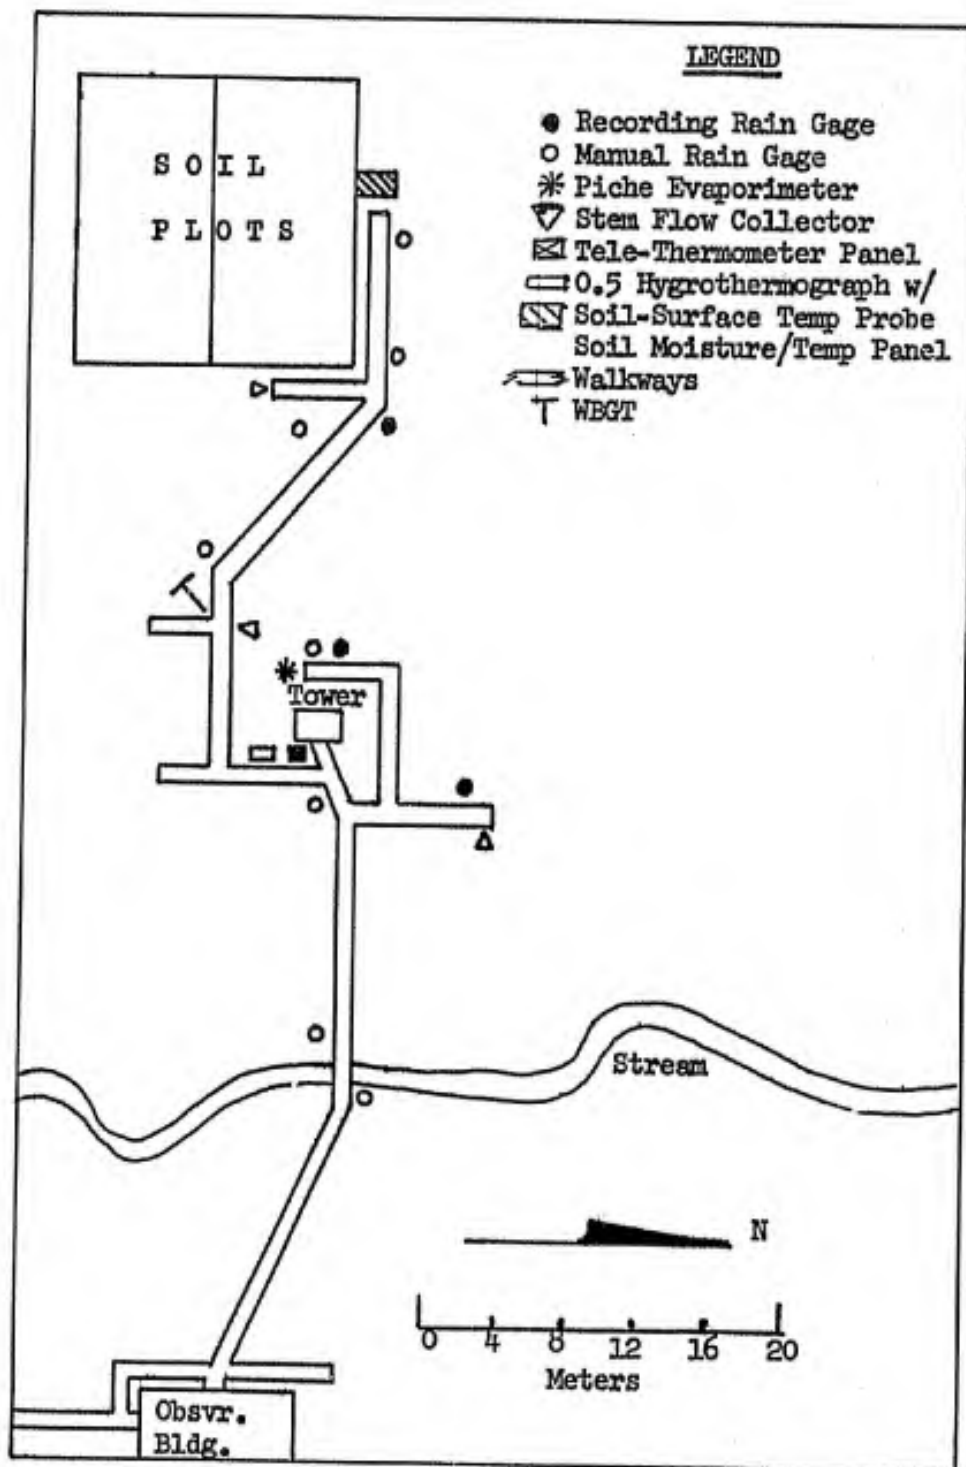 LEGEND
Recording Rain Gage
Manual Rain Gage
Piche Evaporimeter
Stem Flow Collector
Tele-Thermometer Panel
0.5 Hygrothermograph w/
Soil-Surface Temp Probe
Soil Moisture/Temp Panel
Walkways
WBGT
SOIL
PLOTS
Tower
Stream
N
0 4 8 12 16 20
Meters
Obsvr.
Bldg.